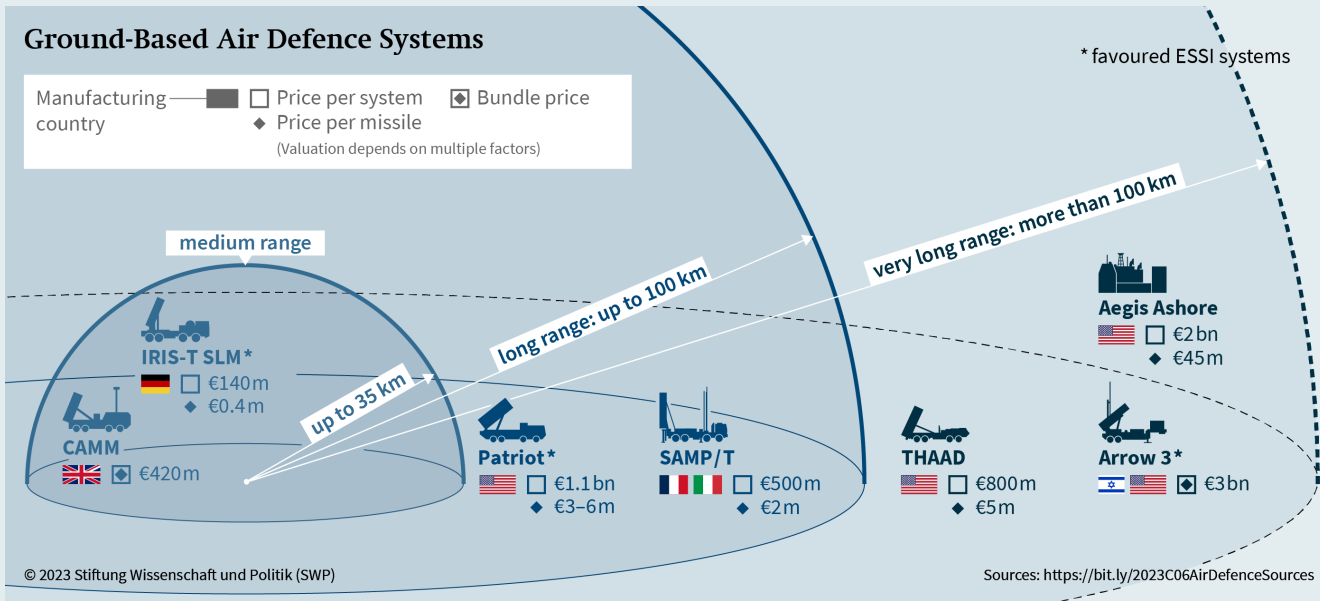 Ground-Based Air Defence Systems
* favoured ESSI systems
Manufacturing country
Price per system
Bundle price
Price per missile
(Valuation depends on multiple factors)
medium range
up to 35 km
long range: up to 100 km
very long range: more than 100 km
IRIS-T SLM*
€140m
€0.4m
CAMM
€420m
Patriot*
€1.1bn
€3–6m
SAMP/T
€500m
€2m
THAAD
€800m
€5m
Aegis Ashore
€2bn
€45m
Arrow 3*
€3bn
© 2023 Stiftung Wissenschaft und Politik (SWP)
Sources: https://bit.ly/2023C06AirDefenceSources